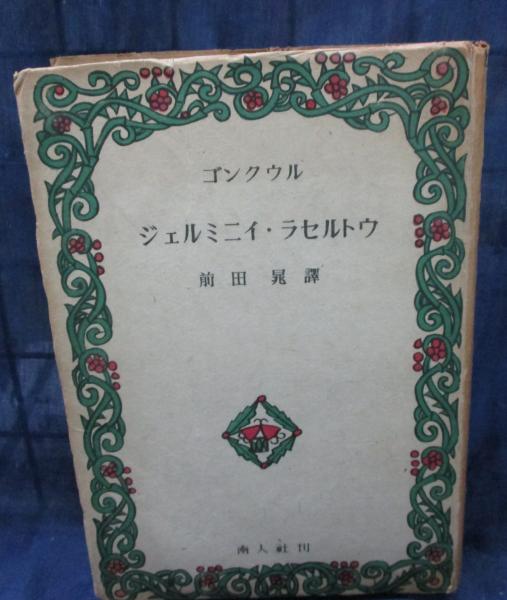 ゴンクウル
ジェルミニイ・ラセルトウ
前田晁譯
南人社刊